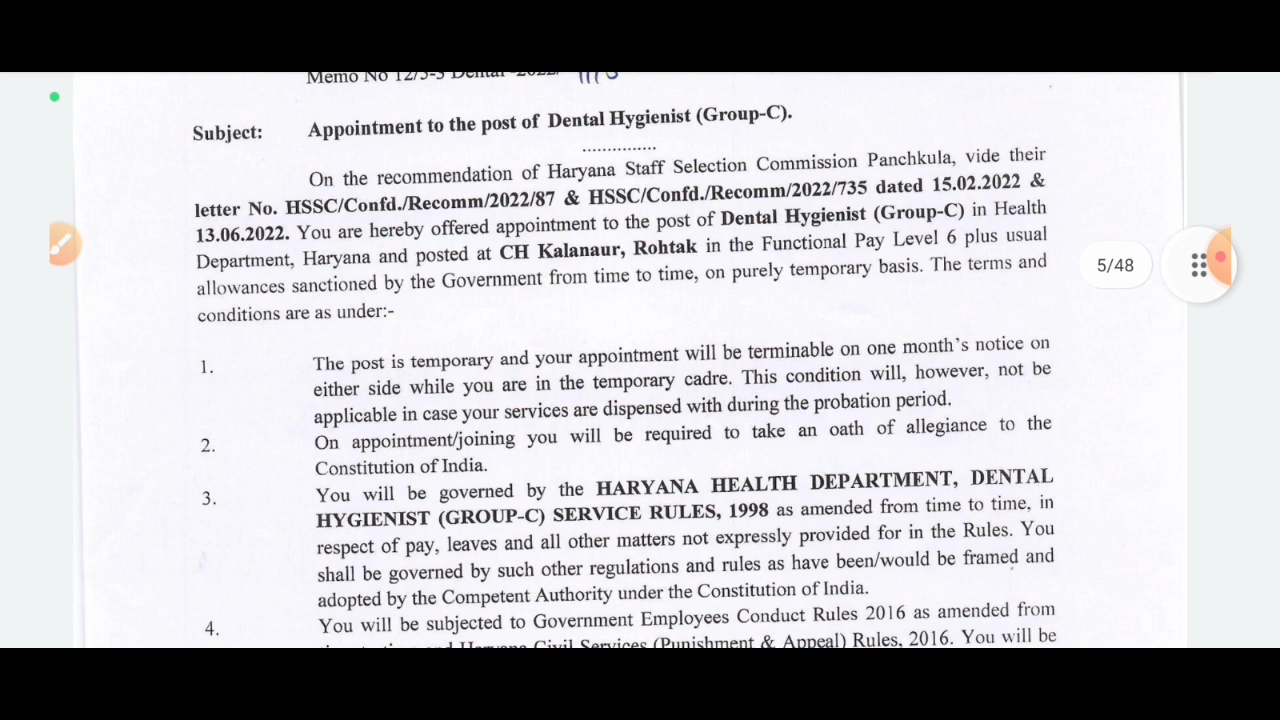 Memo No 12/5-3 Dental -2022/
Subject: Appointment to the post of Dental Hygienist (Group-C).
...............
On the recommendation of Haryana Staff Selection Commission Panchkula, vide their
letter No. HSSC/Confd./Recomm/2022/87 & HSSC/Confd./Recomm/2022/735 dated 15.02.2022 &
13.06.2022. You are hereby offered appointment to the post of Dental Hygienist (Group-C) in Health
Department, Haryana and posted at CH Kalanaur, Rohtak in the Functional Pay Level 6 plus usual
allowances sanctioned by the Government from time to time, on purely temporary basis. The terms and
conditions are as under:-
5/48
1. The post is temporary and your appointment will be terminable on one month's notice on
either side while you are in the temporary cadre. This condition will, however, not be
applicable in case your services are dispensed with during the probation period.
2. On appointment/joining you will be required to take an oath of allegiance to the
Constitution of India.
3. You will be governed by the HARYANA HEALTH DEPARTMENT, DENTAL
HYGIENIST (GROUP-C) SERVICE RULES, 1998 as amended from time to time, in
respect of pay, leaves and all other matters not expressly provided for in the Rules. You
shall be governed by such other regulations and rules as have been/would be framed and
adopted by the Competent Authority under the Constitution of India.
4. You will be subjected to Government Employees Conduct Rules 2016 as amended from
Haryana Civil Services (Punishment & Appeal) Rules, 2016. You will be